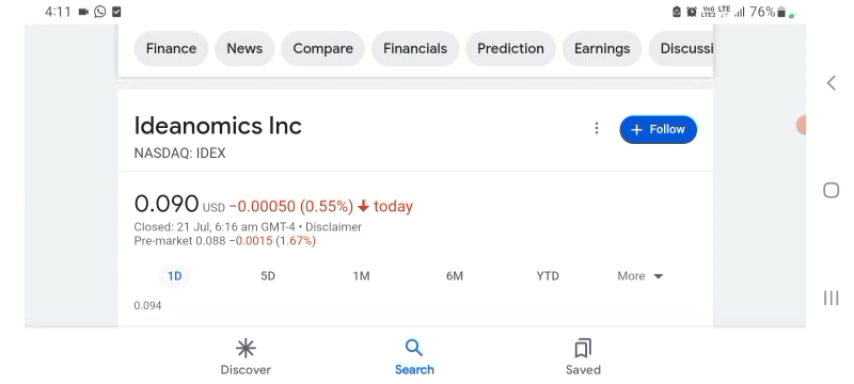 4:11 76%
Finance News Compare Financials Prediction Earnings Discussi
Ideanomics Inc
+ Follow
NASDAQ: IDEX
0.090 USD −0.00050 (0.55%) ↓ today
Closed: 21 Jul, 6:16 am GMT-4 • Disclaimer
Pre-market 0.088 −0.0015 (1.67%)
1D 5D 1M 6M YTD More
0.094
Discover Search Saved